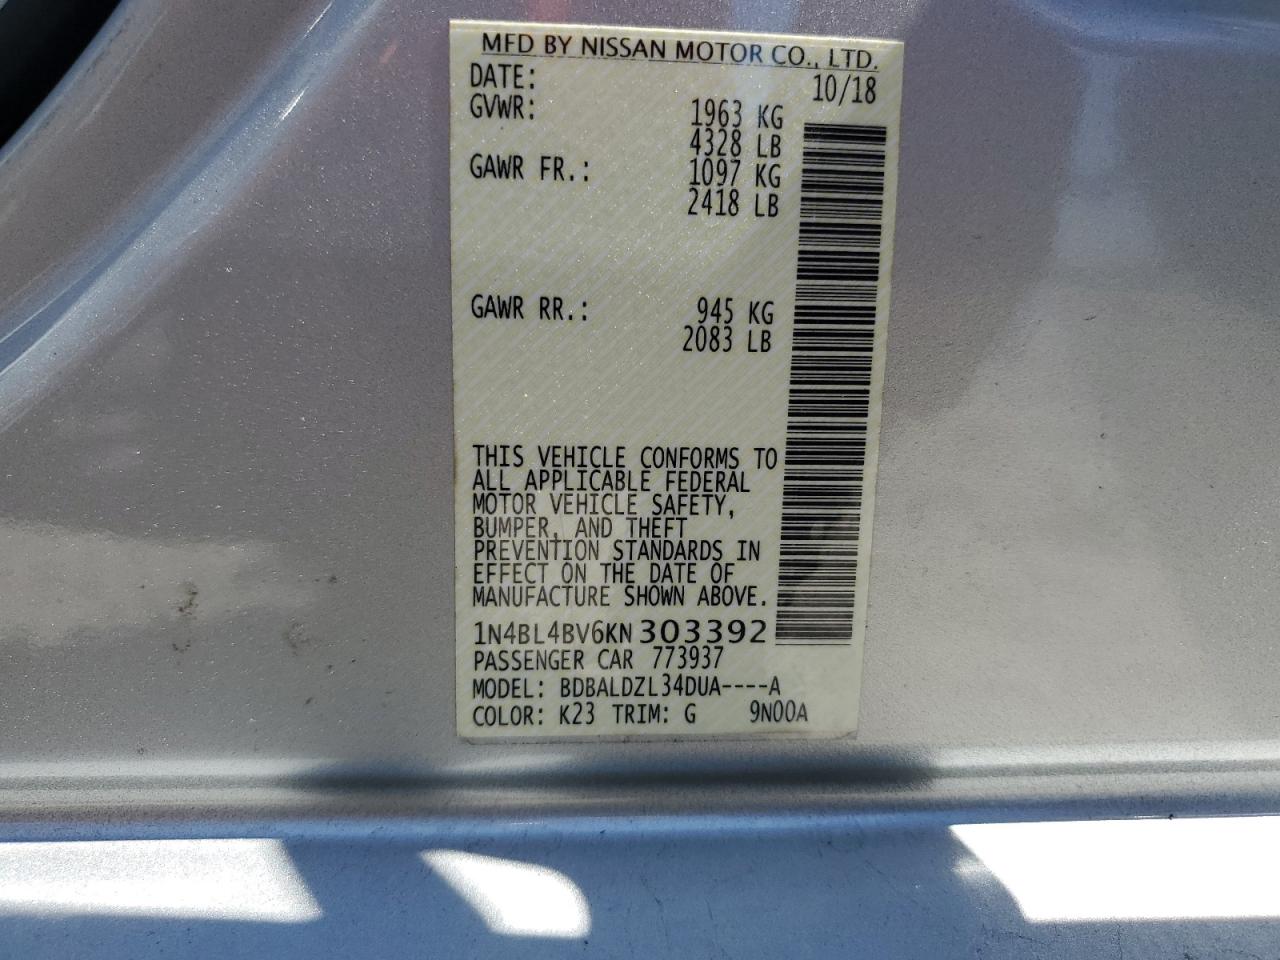 MFD BY NISSAN MOTOR CO., LTD.
DATE: 10/18
GVWR: 1963 KG
4328 LB
GAWR FR.: 1097 KG
2418 LB
GAWR RR.: 945 KG
2083 LB
THIS VEHICLE CONFORMS TO
ALL APPLICABLE FEDERAL
MOTOR VEHICLE SAFETY,
BUMPER, AND THEFT
PREVENTION STANDARDS IN
EFFECT ON THE DATE OF
MANUFACTURE SHOWN ABOVE.
1N4BL4BV6KN303392
PASSENGER CAR 773937
MODEL: BDBALDZL34DUA----A
COLOR: K23 TRIM: G 9N00A